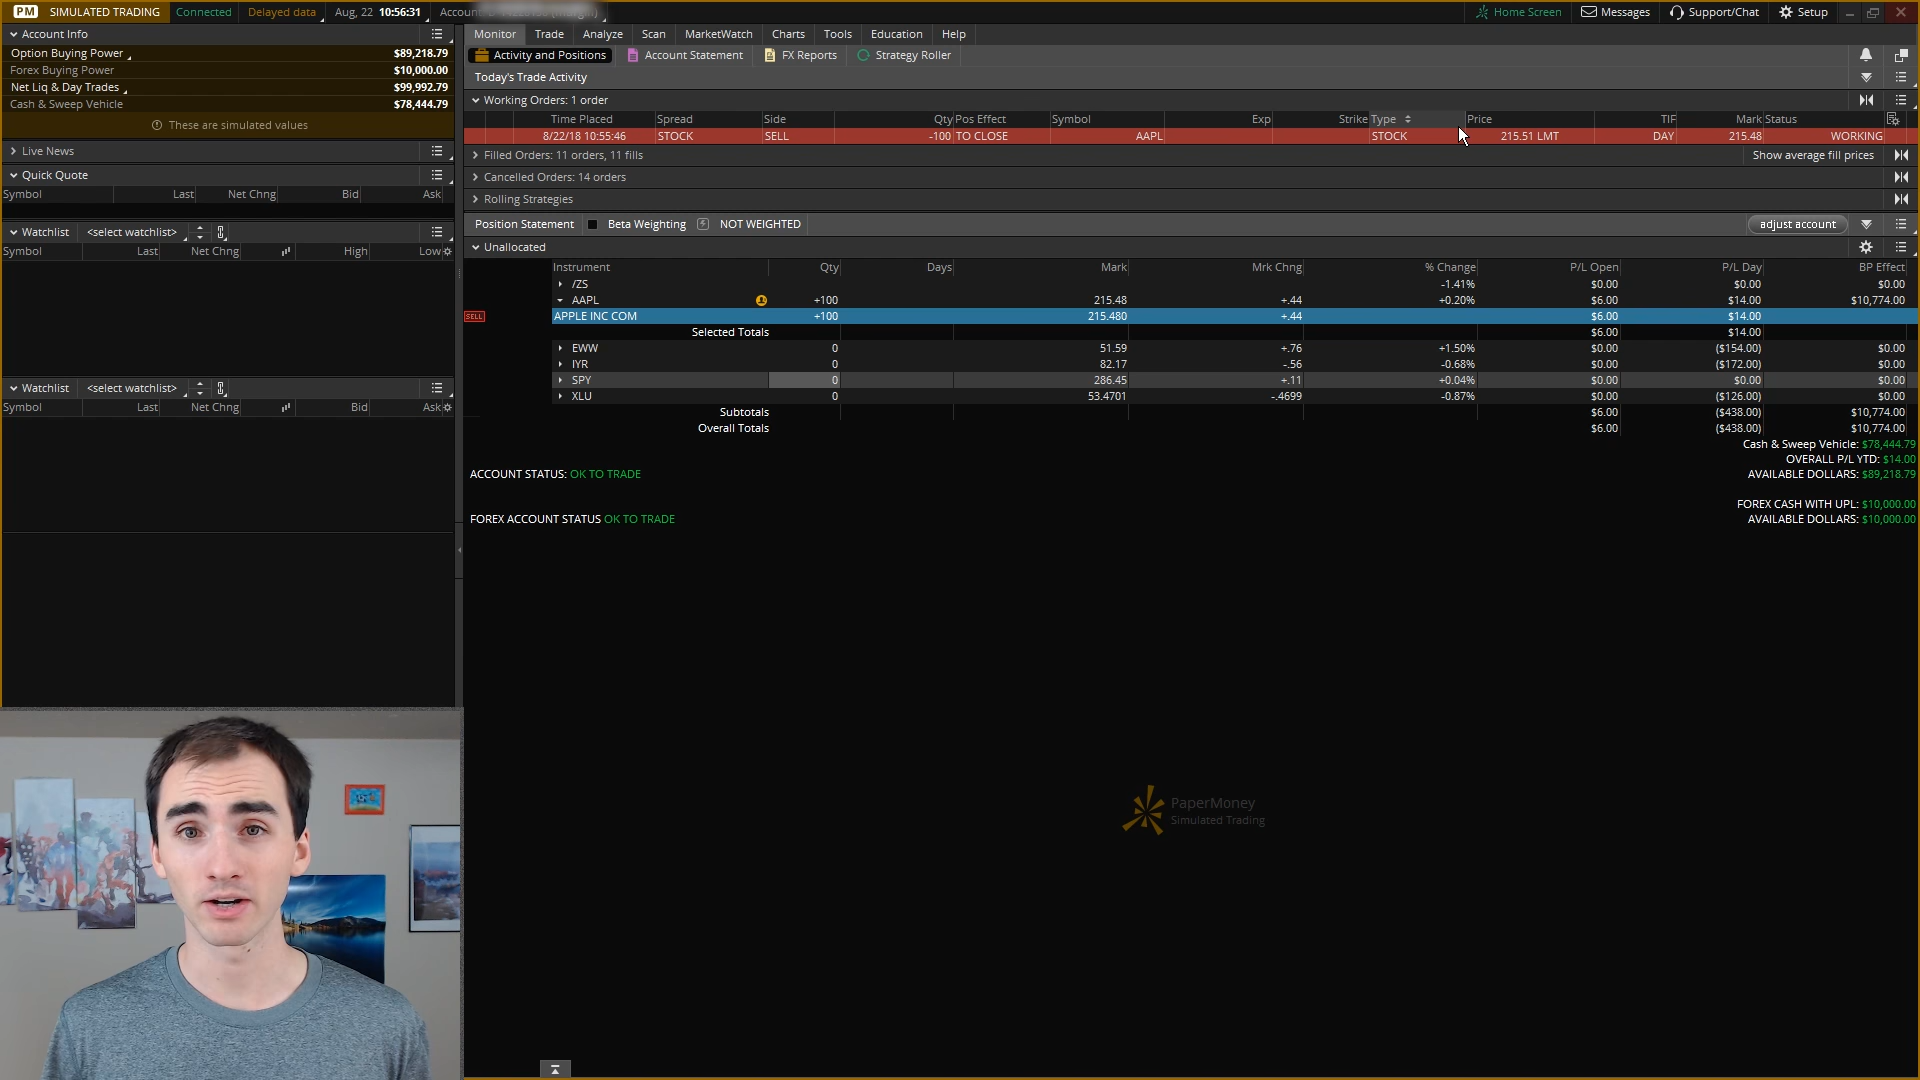 PM SIMULATED TRADING Connected Delayed data Aug, 22 10:56:31 Home Screen Messages Support/Chat Setup
Account Info
Option Buying Power $89,218.79
Forex Buying Power $10,000.00
Net Liq & Day Trades $99,992.79
Cash & Sweep Vehicle $78,444.79
These are simulated values
Live News
Quick Quote
Symbol Last Net Chng Bid Ask
Watchlist <select watchlist>
Symbol Last Net Chng High Low
Watchlist <select watchlist>
Symbol Last Net Chng Bid Ask
Monitor Trade Analyze Scan MarketWatch Charts Tools Education Help
Activity and Positions Account Statement FX Reports Strategy Roller
Today's Trade Activity
Working Orders: 1 order
Time Placed Spread Side Qty Pos Effect Symbol Exp Strike Type Price TIF Mark Status
8/22/18 10:55:46 STOCK SELL -100 TO CLOSE AAPL STOCK 215.51 LMT DAY 215.48 WORKING
Filled Orders: 11 orders, 11 fills Show average fill prices
Cancelled Orders: 14 orders
Rolling Strategies
Position Statement Beta Weighting NOT WEIGHTED adjust account
Unallocated
Instrument Qty Days Mark Mrk Chng % Change P/L Open P/L Day BP Effect
/ZS -1.41% $0.00 $0.00 $0.00
AAPL +100 215.48 +.44 +0.20% $6.00 $14.00 $10,774.00
SELL APPLE INC COM +100 215.480 +.44 $6.00 $14.00
Selected Totals $6.00 $14.00
EWW 0 51.59 +.76 +1.50% $0.00 ($154.00) $0.00
IYR 0 82.17 -.56 -0.68% $0.00 ($172.00) $0.00
SPY 0 286.45 +.11 +0.04% $0.00 $0.00 $0.00
XLU 0 53.4701 -.4699 -0.87% $0.00 ($126.00) $0.00
Subtotals $6.00 ($438.00) $10,774.00
Overall Totals $6.00 ($438.00) $10,774.00
Cash & Sweep Vehicle: $78,444.79
OVERALL P/L YTD: $14.00
ACCOUNT STATUS: OK TO TRADE AVAILABLE DOLLARS: $89,218.79
FOREX CASH WITH UPL: $10,000.00
FOREX ACCOUNT STATUS OK TO TRADE AVAILABLE DOLLARS: $10,000.00
PaperMoney
Simulated Trading